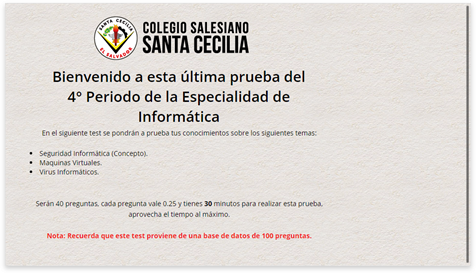 SANTA CECILIA
EL SALVADOR
COLEGIO SALESIANO
SANTA CECILIA
Bienvenido a esta última prueba del
4° Periodo de la Especialidad de
Informática
En el siguiente test se pondrán a prueba tus conocimientos sobre los siguientes temas:
• Seguridad Informática (Concepto).
• Maquinas Virtuales.
• Virus Informáticos.
Serán 40 preguntas, cada pregunta vale 0.25 y tienes 30 minutos para realizar esta prueba,
aprovecha el tiempo al máximo.
Nota: Recuerda que este test proviene de una base de datos de 100 preguntas.